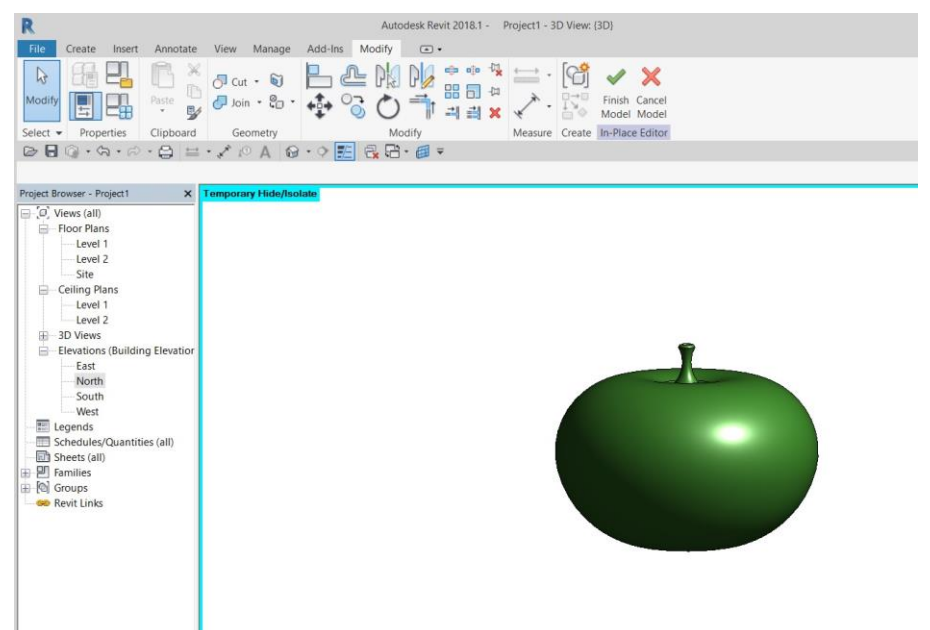 R
Autodesk Revit 2018.1 - Project1 - 3D View: {3D}
File Create Insert Annotate View Manage Add-Ins Modify
Modify Paste Cut Join Finish Model Cancel Model
Select Properties Clipboard Geometry Modify Measure Create In-Place Editor
A
Project Browser - Project1 X
Temporary Hide/Isolate
Views (all)
Floor Plans
Level 1
Level 2
Site
Ceiling Plans
Level 1
Level 2
3D Views
Elevations (Building Elevation
East
North
South
West
Legends
Schedules/Quantities (all)
Sheets (all)
Families
Groups
Revit Links